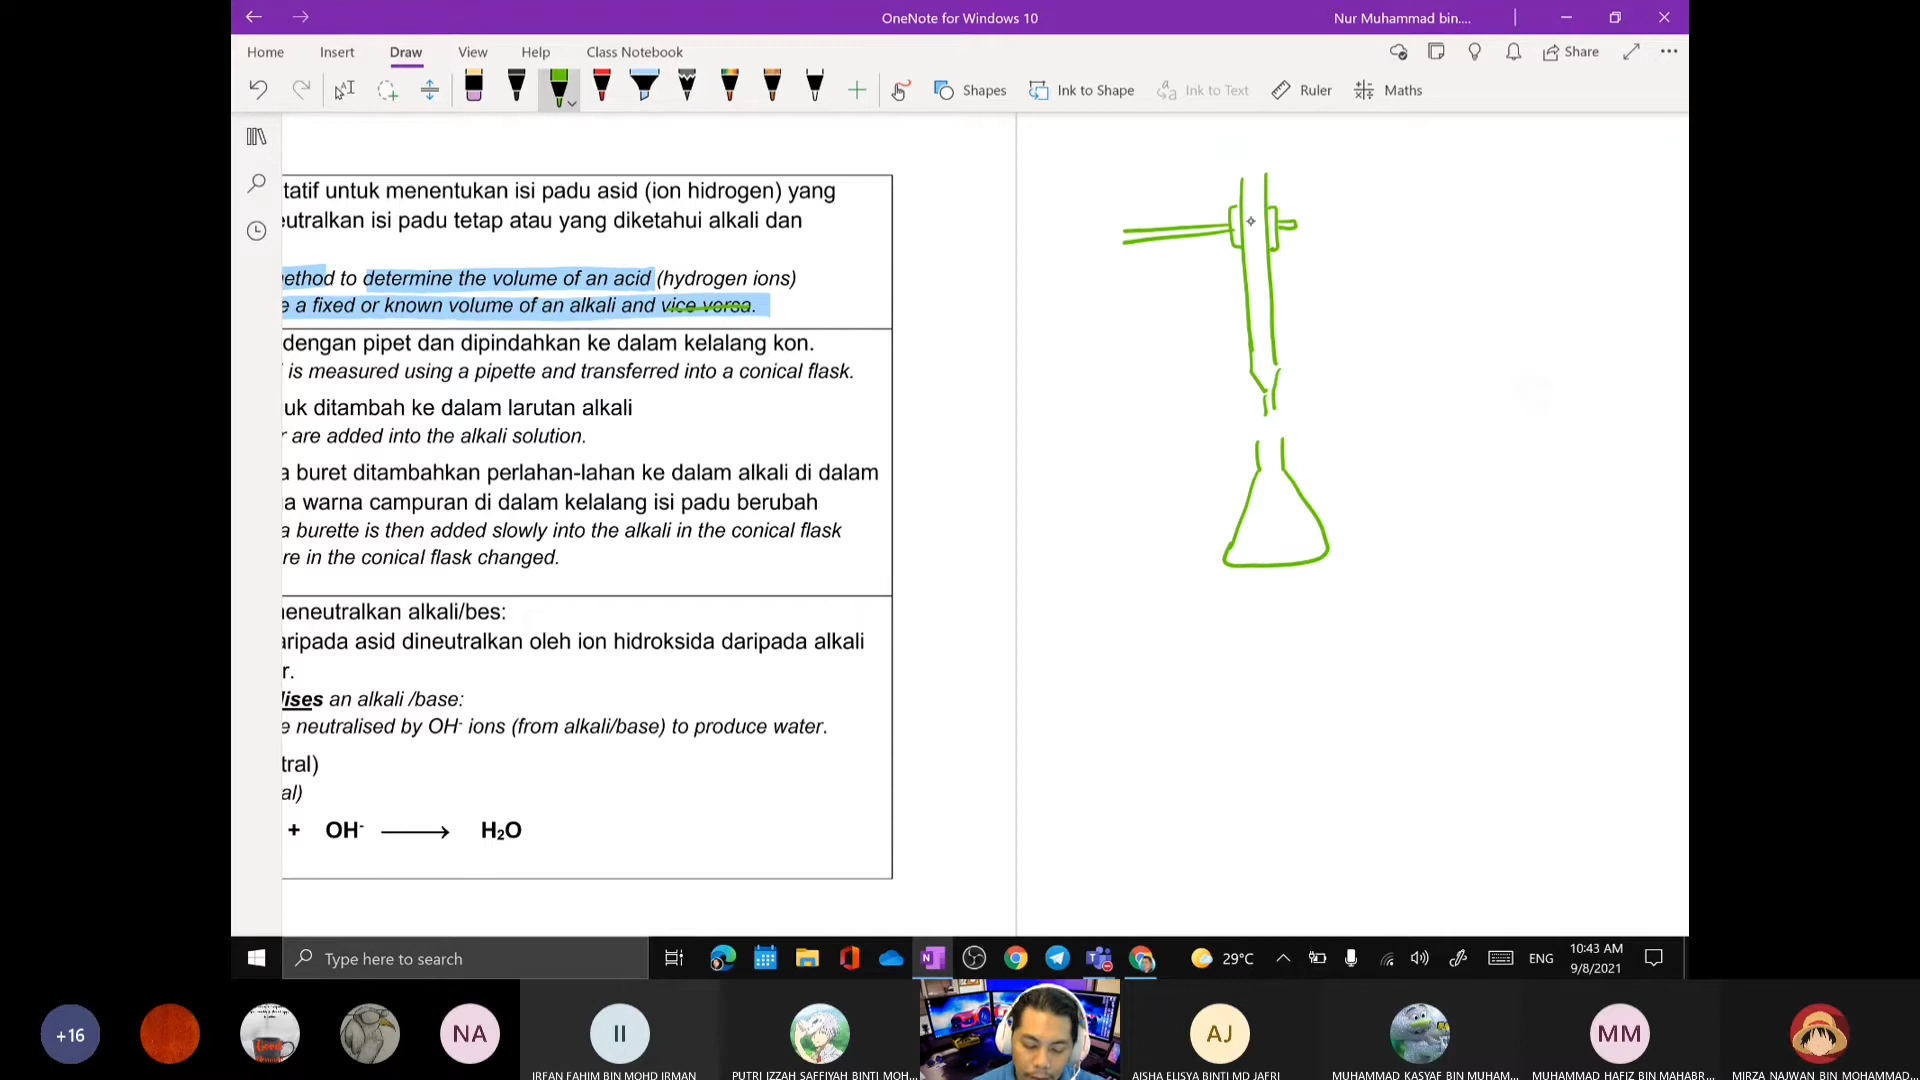 OneNote for Windows 10
Nur Muhammad bin....
Home Insert Draw View Help Class Notebook
Share
Shapes Ink to Shape Ink to Text Ruler Maths
tatif untuk menentukan isi padu asid (ion hidrogen) yang
eutralkan isi padu tetap atau yang diketahui alkali dan
ethod to determine the volume of an acid (hydrogen ions)
e a fixed or known volume of an alkali and vice versa.
dengan pipet dan dipindahkan ke dalam kelalang kon.
is measured using a pipette and transferred into a conical flask.
uk ditambah ke dalam larutan alkali
r are added into the alkali solution.
a buret ditambahkan perlahan-lahan ke dalam alkali di dalam
a warna campuran di dalam kelalang isi padu berubah
a burette is then added slowly into the alkali in the conical flask
re in the conical flask changed.
eneutralkan alkali/bes:
aripada asid dineutralkan oleh ion hidroksida daripada alkali
r.
lises an alkali /base:
e neutralised by OH- ions (from alkali/base) to produce water.
tral)
al)
+ OH- ⟶ H₂O
Type here to search
29°C
ENG
10:43 AM
9/8/2021
+16
NA
II
AJ
MM
IRFAN FAHIM BIN MOHD IRMAN
PUTRI IZZAH SAFFIYAH BINTI MOH...
AISHA ELISYA BINTI MD JAFRI
MUHAMMAD KASYAF BIN MUHAM...
MUHAMMAD HAFIZ BIN MAHABR...
MIRZA NAJWAN BIN MOHAMMAD...